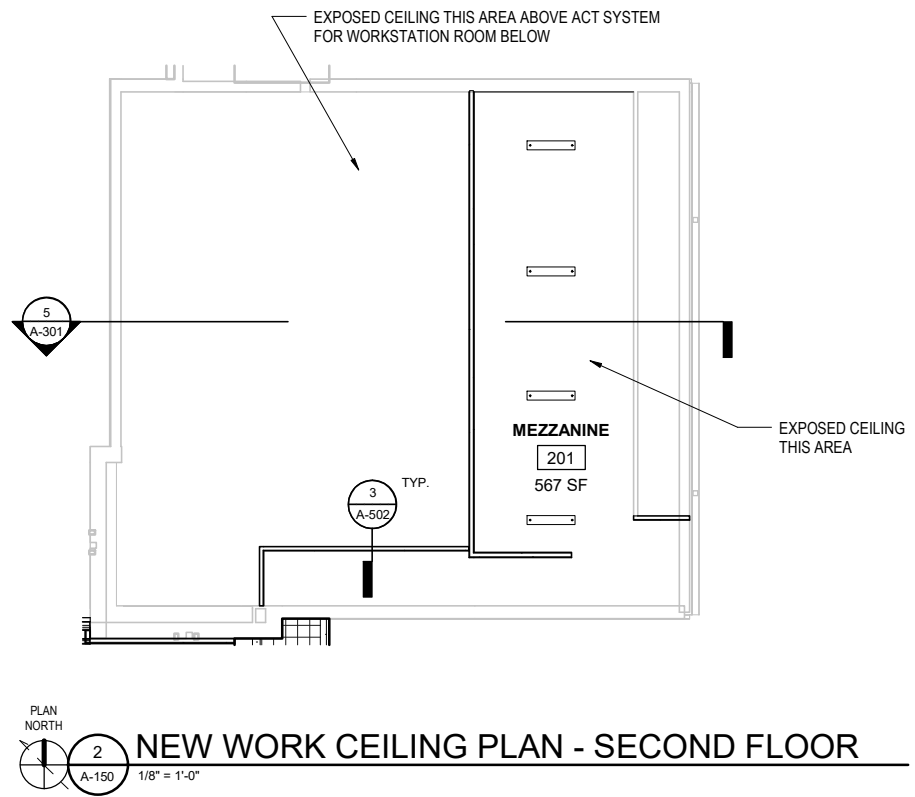 EXPOSED CEILING THIS AREA ABOVE ACT SYSTEM
FOR WORKSTATION ROOM BELOW
5
A-301
EXPOSED CEILING
THIS AREA
MEZZANINE
201
567 SF
3
TYP.
A-502
PLAN
NORTH
2
NEW WORK CEILING PLAN - SECOND FLOOR
A-150
1/8" = 1'-0"